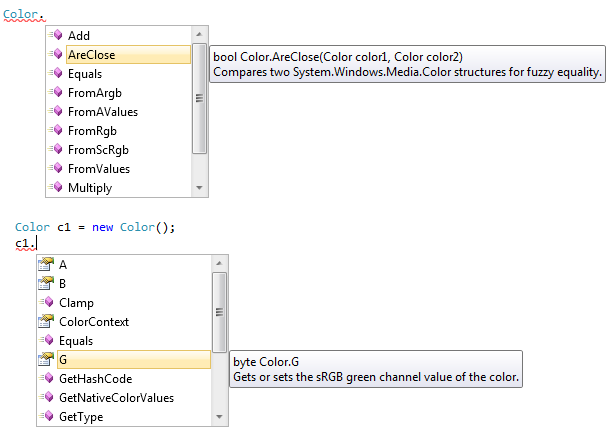 Color.
Add
AreClose
bool Color.AreClose(Color color1, Color color2)
Compares two System.Windows.Media.Color structures for fuzzy equality.
Equals
FromArgb
FromAValues
FromRgb
FromScRgb
FromValues
Multiply
Color c1 = new Color();
c1.
A
B
Clamp
ColorContext
Equals
G
byte Color.G
Gets or sets the sRGB green channel value of the color.
GetHashCode
GetNativeColorValues
GetType